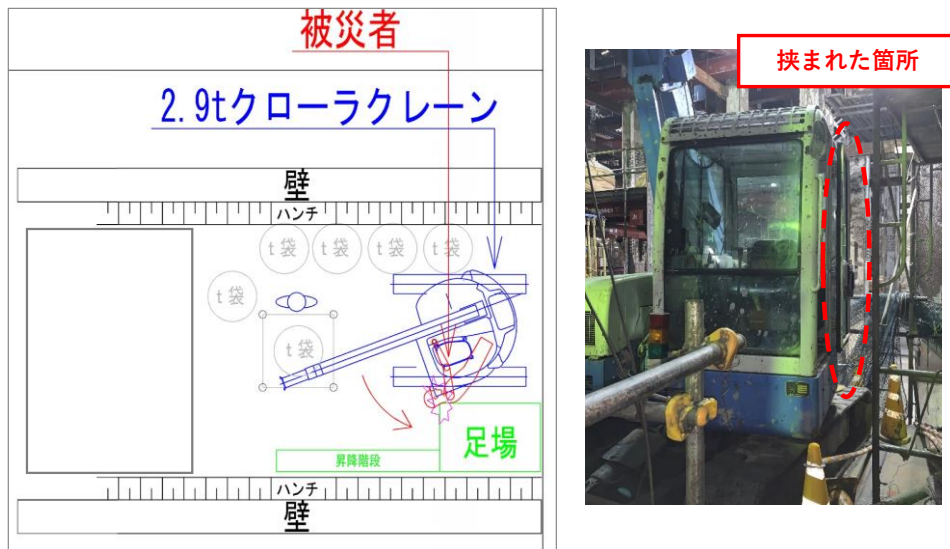 被災者
挟まれた箇所
2.9tクローラクレーン
壁
ハンチ
t袋
t袋
t袋
t袋
t袋
t袋
足場
昇降階段
ハンチ
壁